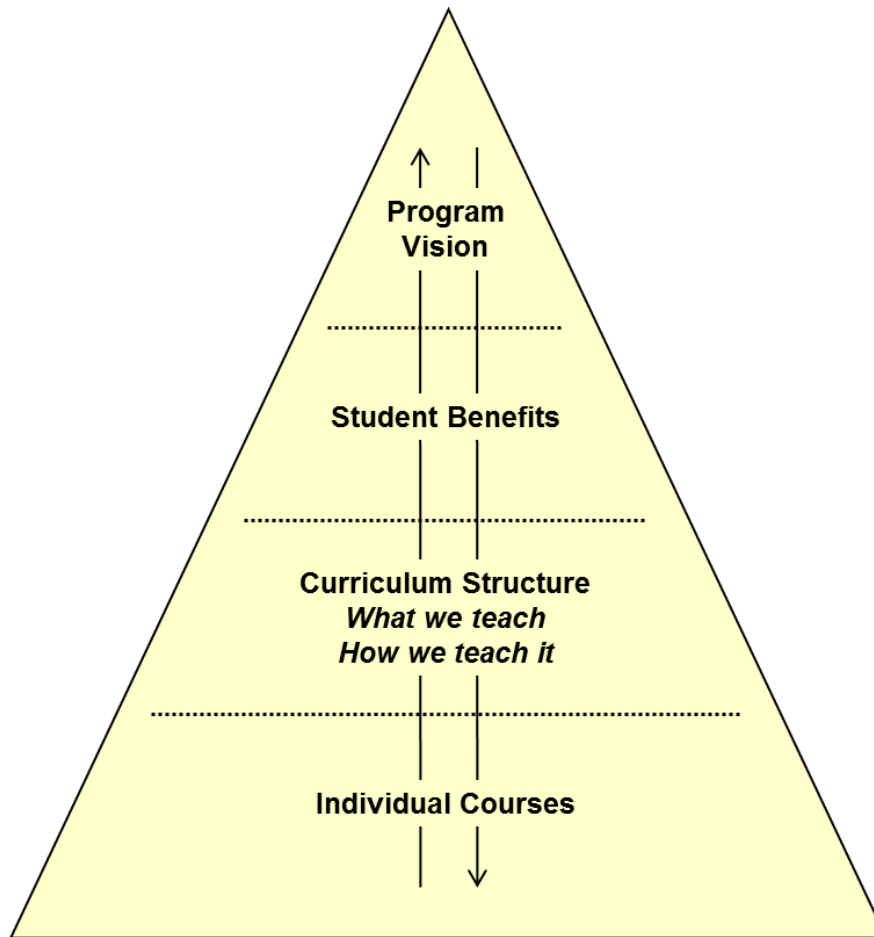 Program
Vision
Student Benefits
Curriculum Structure
What we teach
How we teach it
Individual Courses